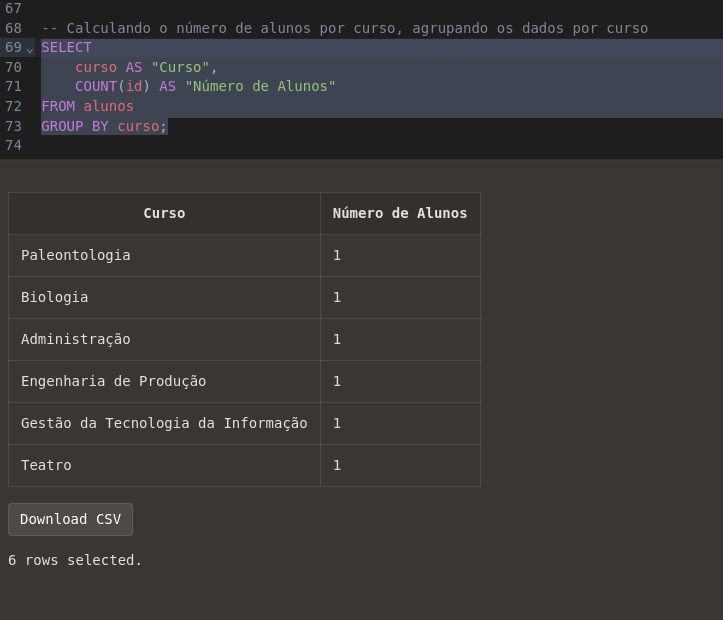 67
68 -- Calculando o número de alunos por curso, agrupando os dados por curso
69 SELECT
70 curso AS "Curso",
71 COUNT(id) AS "Número de Alunos"
72 FROM alunos
73 GROUP BY curso;
74
Curso Número de Alunos
Paleontologia 1
Biologia 1
Administração 1
Engenharia de Produção 1
Gestão da Tecnologia da Informação 1
Teatro 1
Download CSV
6 rows selected.